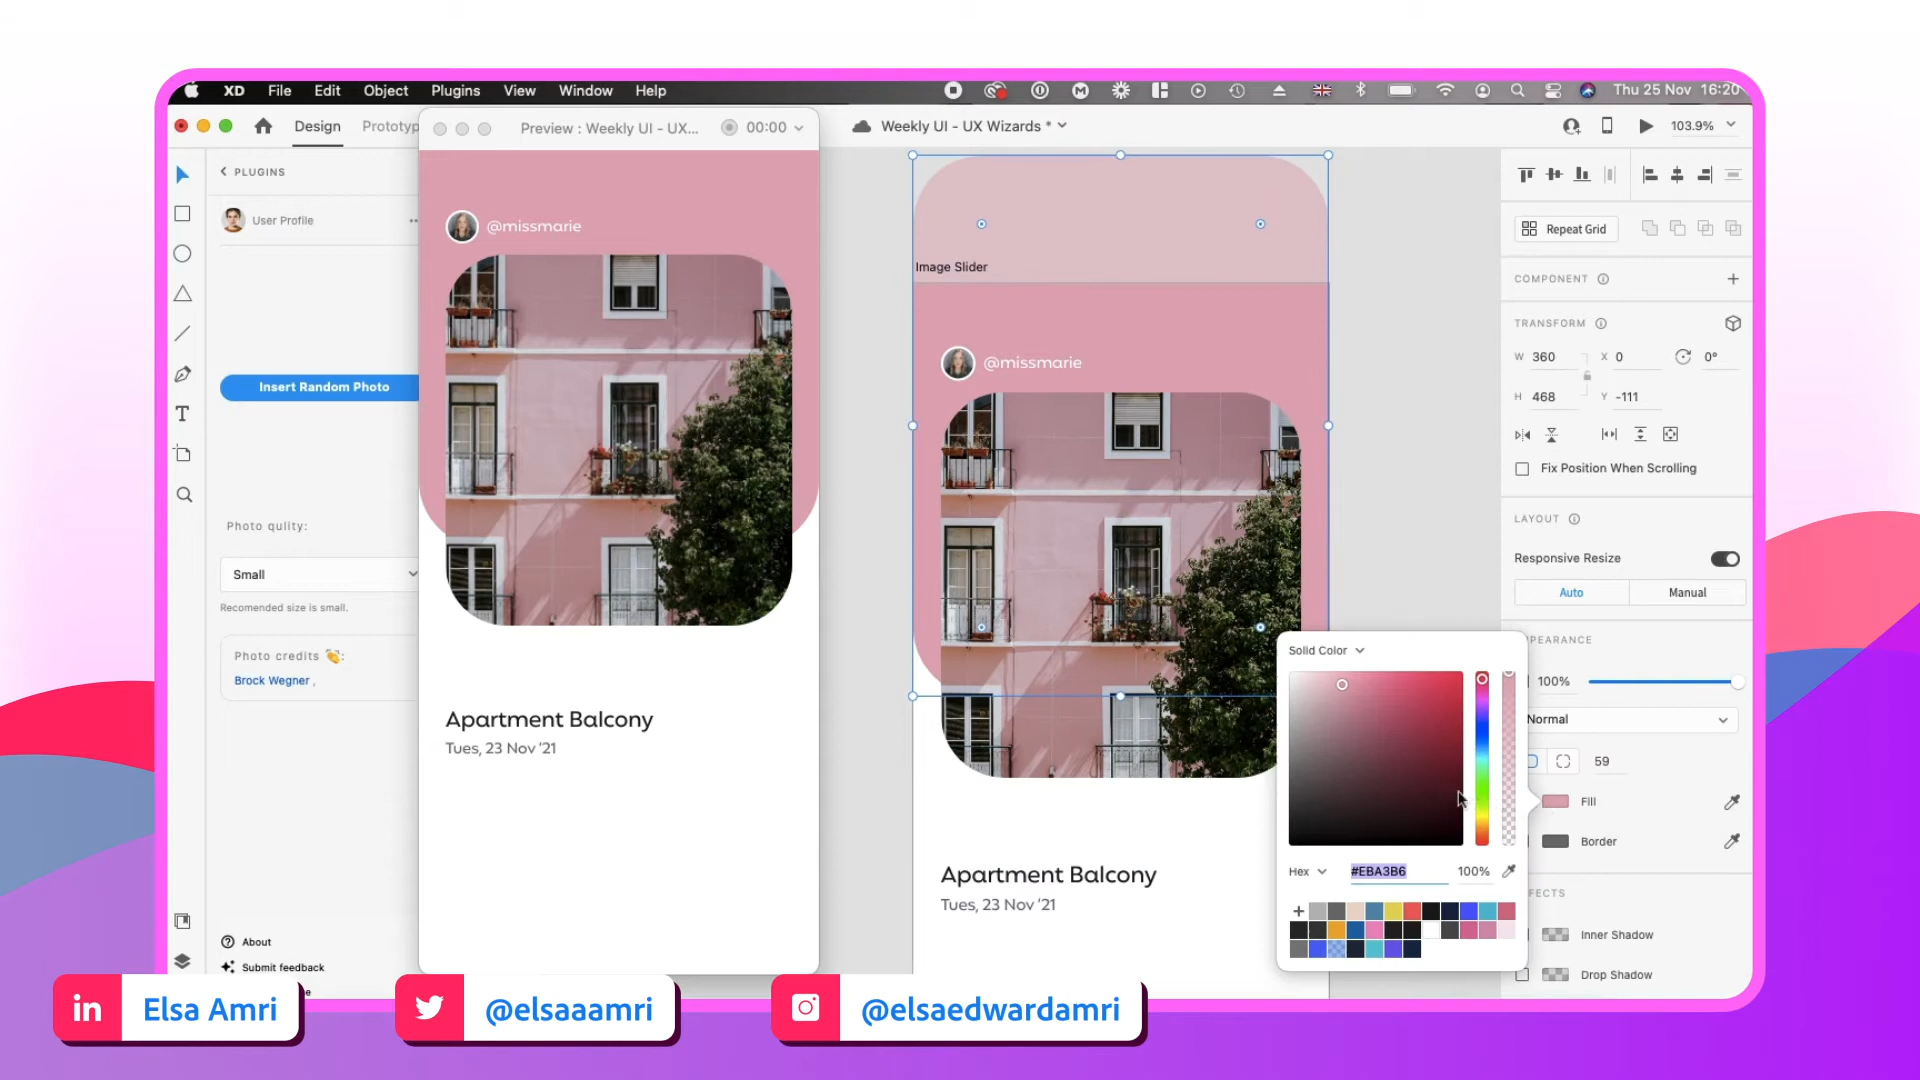 XD File Edit Object Plugins View Window Help Thu 25 Nov 16:20
Design Prototyp
Preview : Weekly UI - UX... 00:00
Weekly UI - UX Wizards *
103.9%
PLUGINS
User Profile
Insert Random Photo
Photo qulity:
Small
Recomended size is small.
Photo credits 👏:
Brock Wegner ,
About
Submit feedback
@missmarie
Apartment Balcony
Tues, 23 Nov '21
Image Slider
@missmarie
Apartment Balcony
Tues, 23 Nov '21
Repeat Grid
COMPONENT
TRANSFORM
W 360 X 0 0°
H 468 Y -111
Fix Position When Scrolling
LAYOUT
Responsive Resize
Auto Manual
PEARANCE
100%
Normal
59
Fill
Border
FECTS
Inner Shadow
Drop Shadow
Solid Color
Hex #EBA3B6 100%
in Elsa Amri
@elsaaamri
@elsaedwardamri